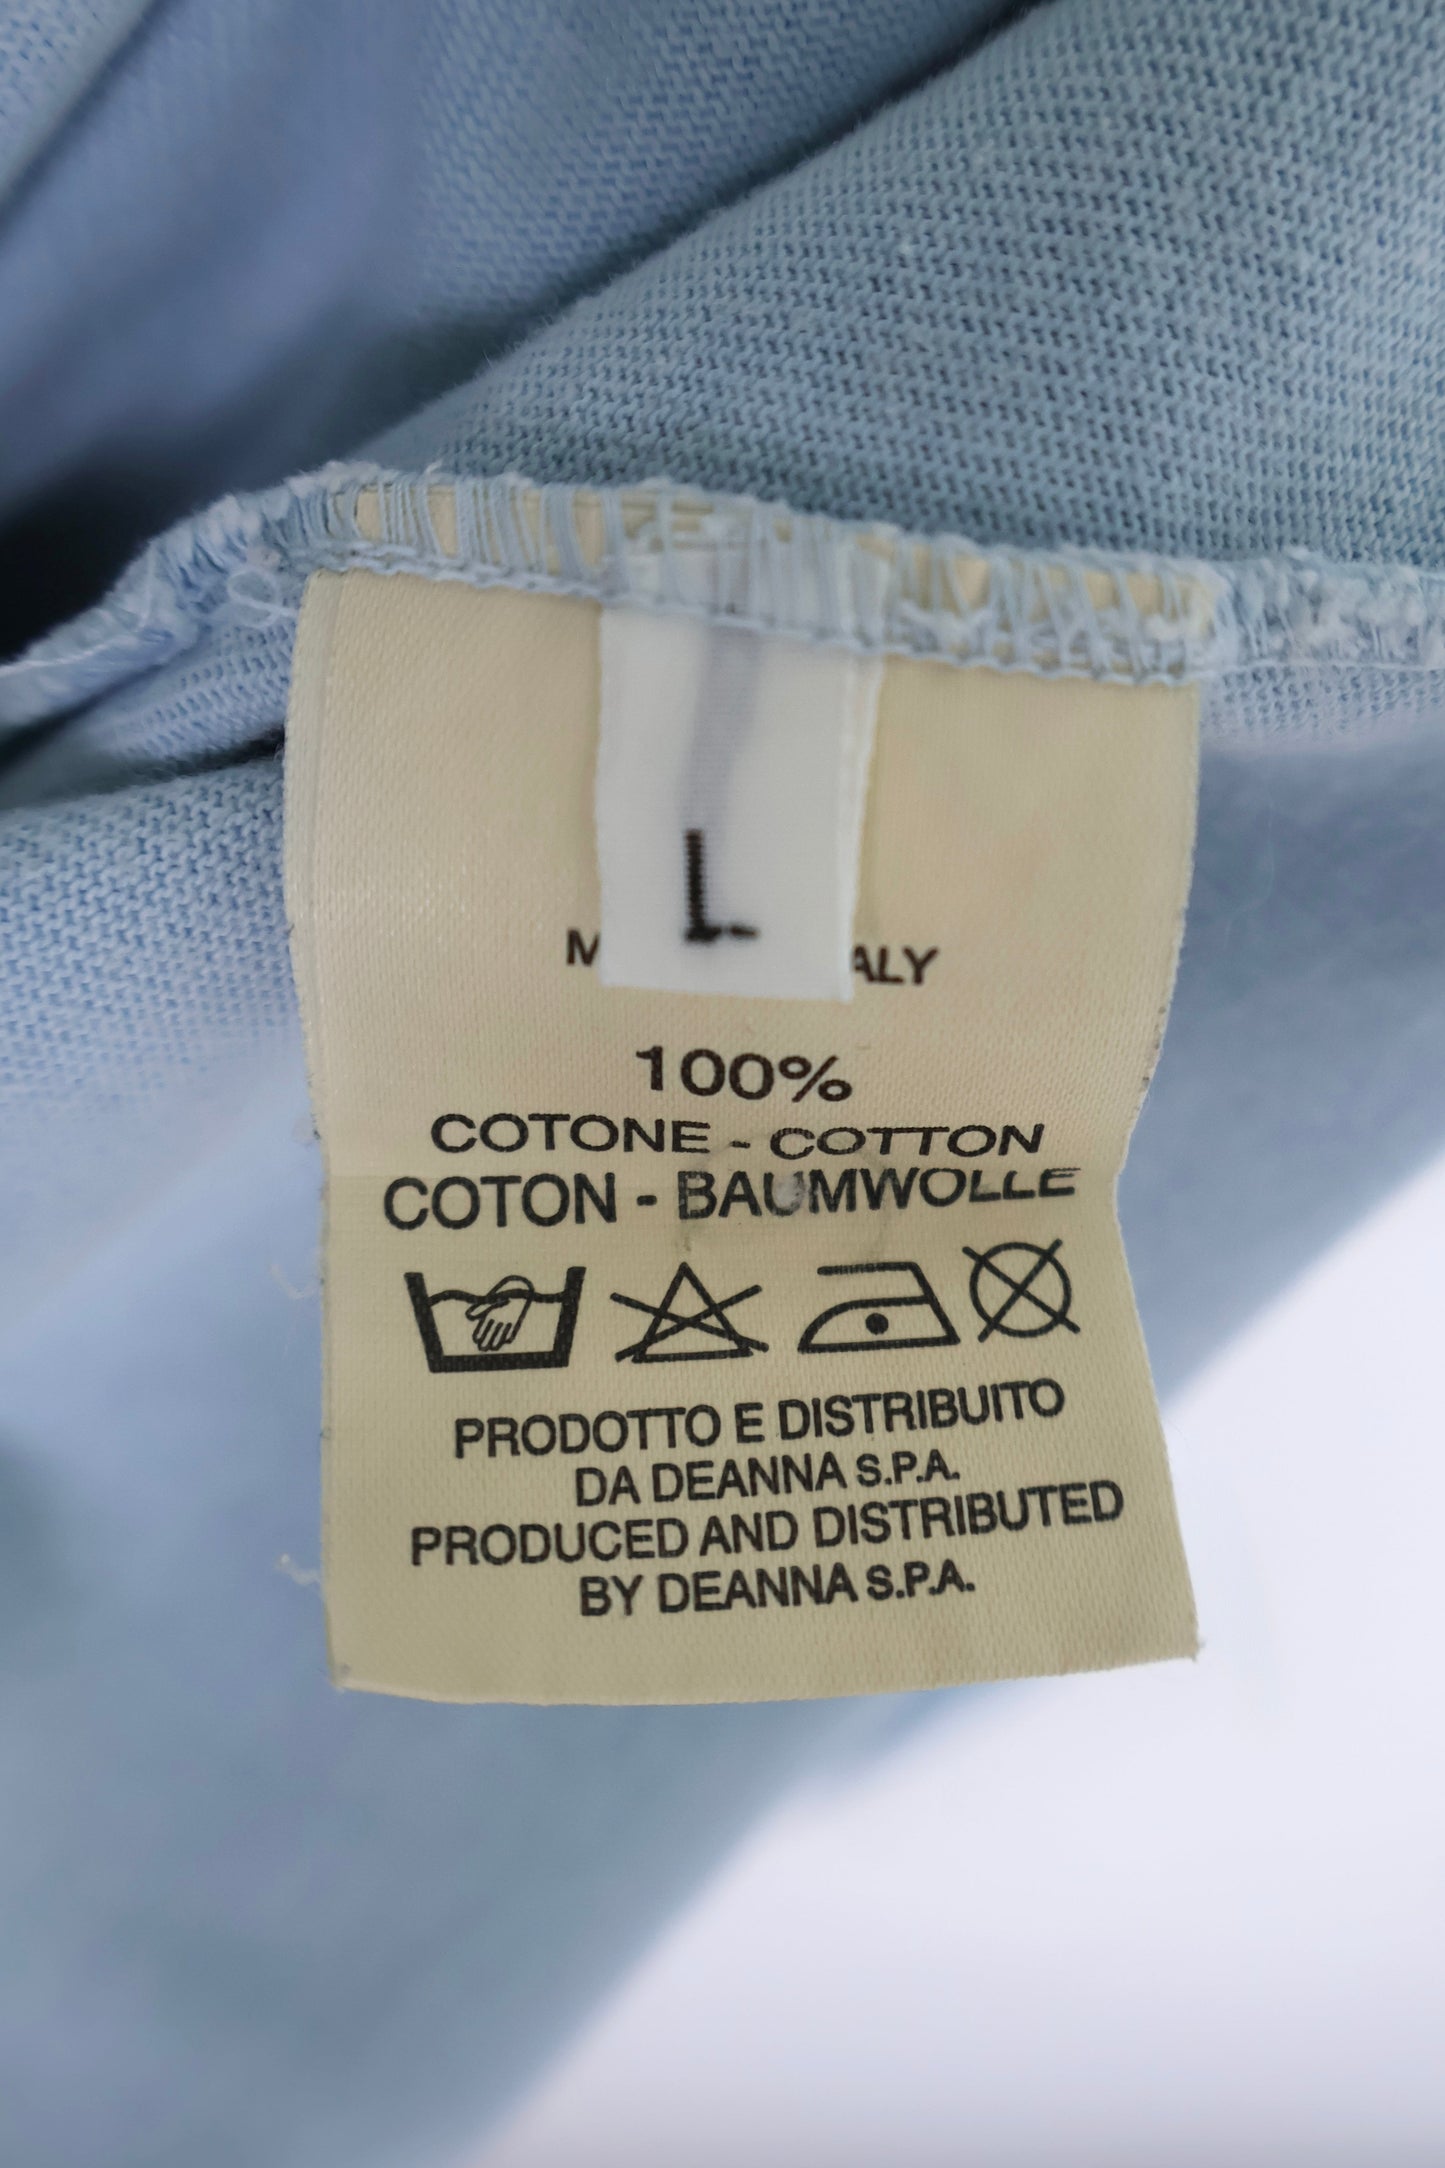 L
M ALY
100%
COTONE - COTTON
COTON - BAUMWOLLE
PRODOTTO E DISTRIBUITO
DA DEANNA S.P.A.
PRODUCED AND DISTRIBUTED
BY DEANNA S.P.A.